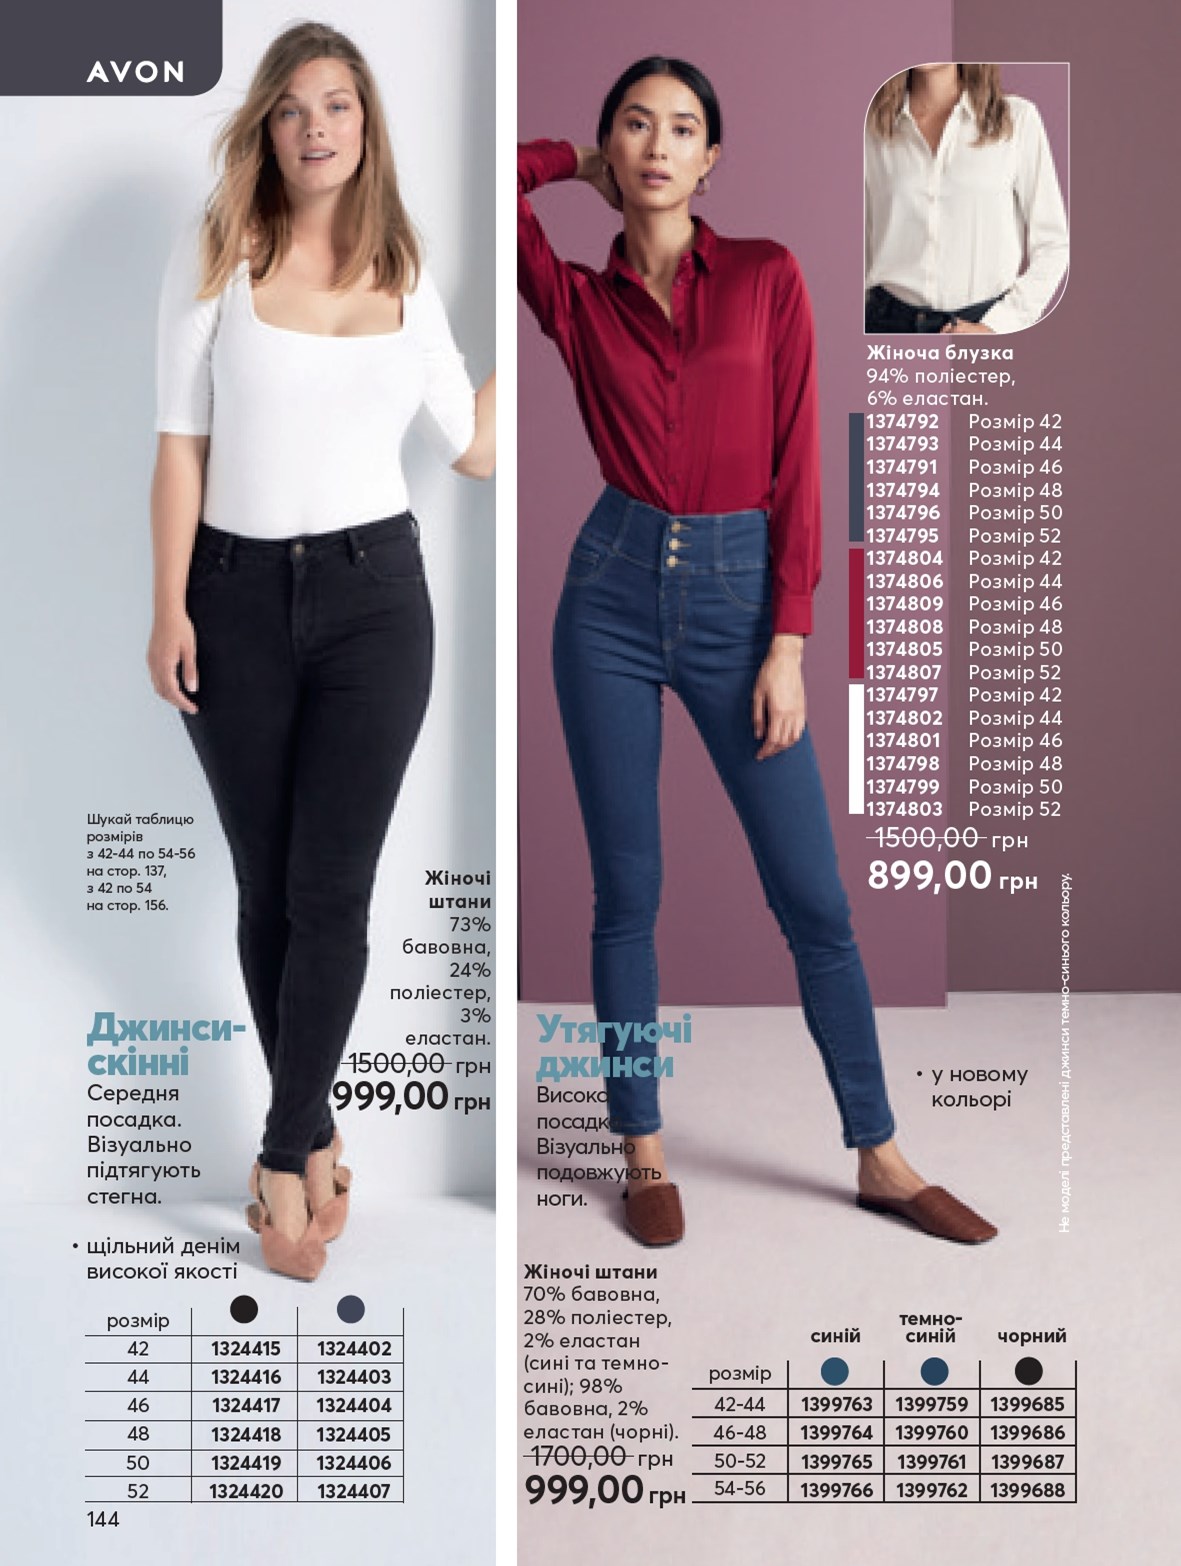 AVON
Шукай таблицю
розмірів
з 42-44 по 54-56
на стор. 137,
з 42 по 54
на стор. 156.
Жіночі
штани
73%
бавовна,
24%
поліестер,
3%
еластан.
1500,00 грн
999,00 грн
Джинси-
скінні
Середня
посадка.
Візуально
підтягують
стегна.
• щільний денім
високої якості
розмір
42 1324415 1324402
44 1324416 1324403
46 1324417 1324404
48 1324418 1324405
50 1324419 1324406
52 1324420 1324407
144
Жіноча блузка
94% поліестер,
6% еластан.
1374792 Розмір 42
1374793 Розмір 44
1374791 Розмір 46
1374794 Розмір 48
1374796 Розмір 50
1374795 Розмір 52
1374804 Розмір 42
1374806 Розмір 44
1374809 Розмір 46
1374808 Розмір 48
1374805 Розмір 50
1374807 Розмір 52
1374797 Розмір 42
1374802 Розмір 44
1374801 Розмір 46
1374798 Розмір 48
1374799 Розмір 50
1374803 Розмір 52
1500,00 грн
899,00 грн
Не моделі представлені джинси темно-синього кольору.
Утягуючі
джинси
Висока
посадка.
Візуально
подовжують
ноги.
• у новому
кольорі
Жіночі штани
70% бавовна,
28% поліестер,
2% еластан
(сині та темно-
сині); 98%
бавовна, 2%
еластан (чорні).
1700,00 грн
999,00 грн
розмір синій темно-синій чорний
42-44 1399763 1399759 1399685
46-48 1399764 1399760 1399686
50-52 1399765 1399761 1399687
54-56 1399766 1399762 1399688